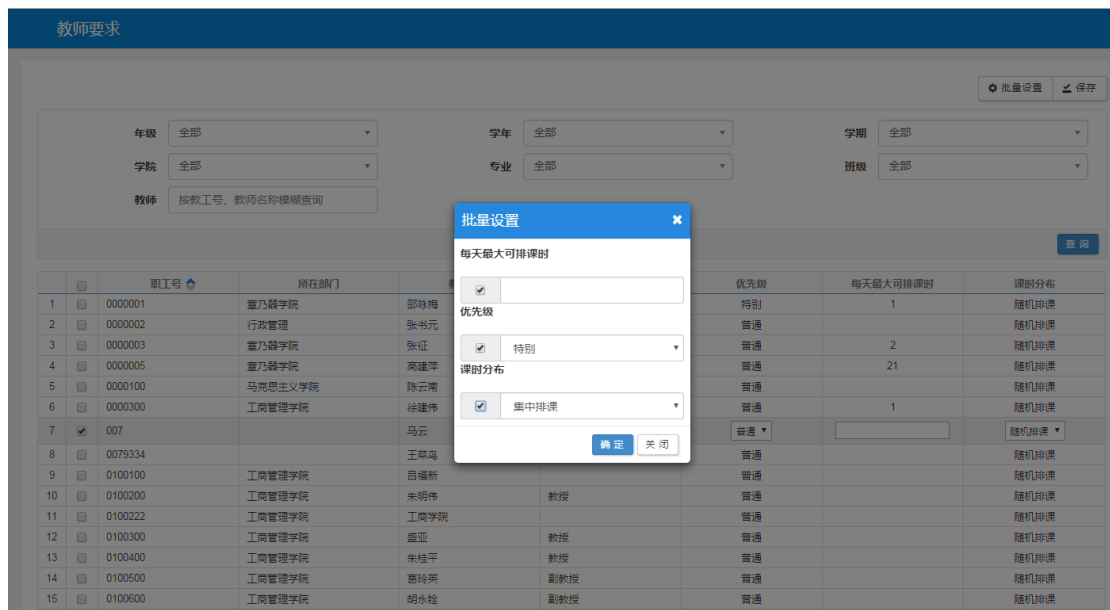 教师要求
批量设置 保存
年级 全部 学年 全部 学期 全部
学院 全部 专业 全部 班级 全部
教师 按教工号、教师名称模糊查询
查 询
批量设置
每天最大可排课时
优先级
特别
课时分布
集中排课
确 定 关 闭
职工号 所在部门 优先级 每天最大可排课时 课时分布
1 0000001 章乃器学院 邵咏梅 特别 1 随机排课
2 0000002 行政管理 张书元 普通 随机排课
3 0000003 章乃器学院 张征 普通 2 随机排课
4 0000005 章乃器学院 高建萍 普通 21 随机排课
5 0000100 马克思主义学院 陈云南 普通 随机排课
6 0000300 工商管理学院 徐建伟 普通 1 随机排课
7 007 马云 普通 随机排课
8 0079334 王菜鸟 普通 随机排课
9 0100100 工商管理学院 吕福新 普通 随机排课
10 0100200 工商管理学院 朱明伟 教授 普通 随机排课
11 0100222 工商管理学院 工商学院 普通 随机排课
12 0100300 工商管理学院 盛亚 教授 普通 随机排课
13 0100400 工商管理学院 朱桂平 教授 普通 随机排课
14 0100500 工商管理学院 葛玲英 副教授 普通 随机排课
15 0100600 工商管理学院 胡永铨 副教授 普通 随机排课